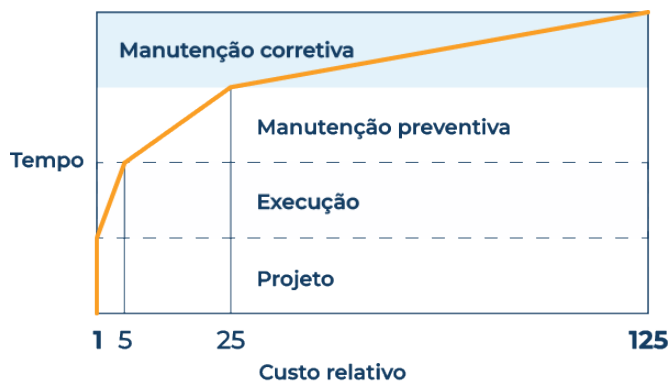 Manutenção corretiva
Manutenção preventiva
Tempo
Execução
Projeto
1 5 25 125
Custo relativo